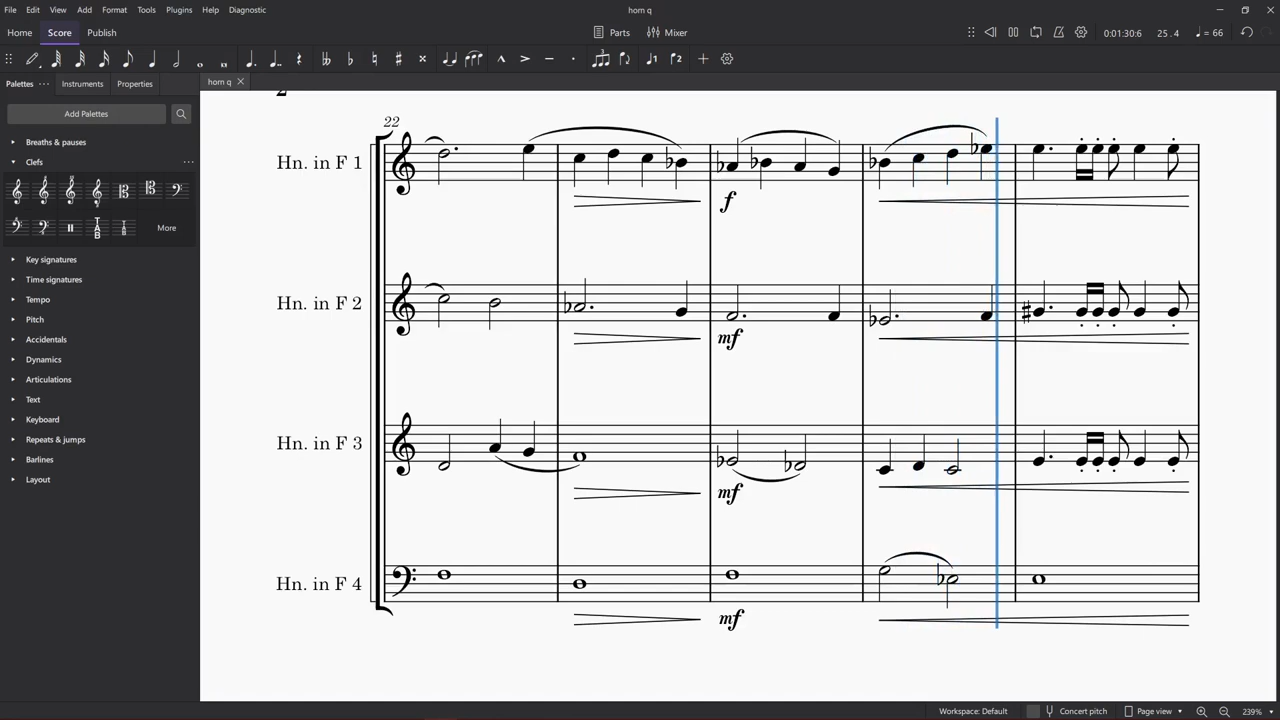 File Edit View Add Format Tools Plugins Help Diagnostic
horn q
Home Score Publish
Parts Mixer
0:01:30:6 25 . 4 ♩ = 66
Palettes Instruments Properties
horn q
Add Palettes
Breaths & pauses
Clefs
More
Key signatures
Time signatures
Tempo
Pitch
Accidentals
Dynamics
Articulations
Text
Keyboard
Repeats & jumps
Barlines
Layout
22
Hn. in F 1
f
Hn. in F 2
mf
Hn. in F 3
mf
Hn. in F 4
mf
Workspace: Default Concert pitch Page view 239%